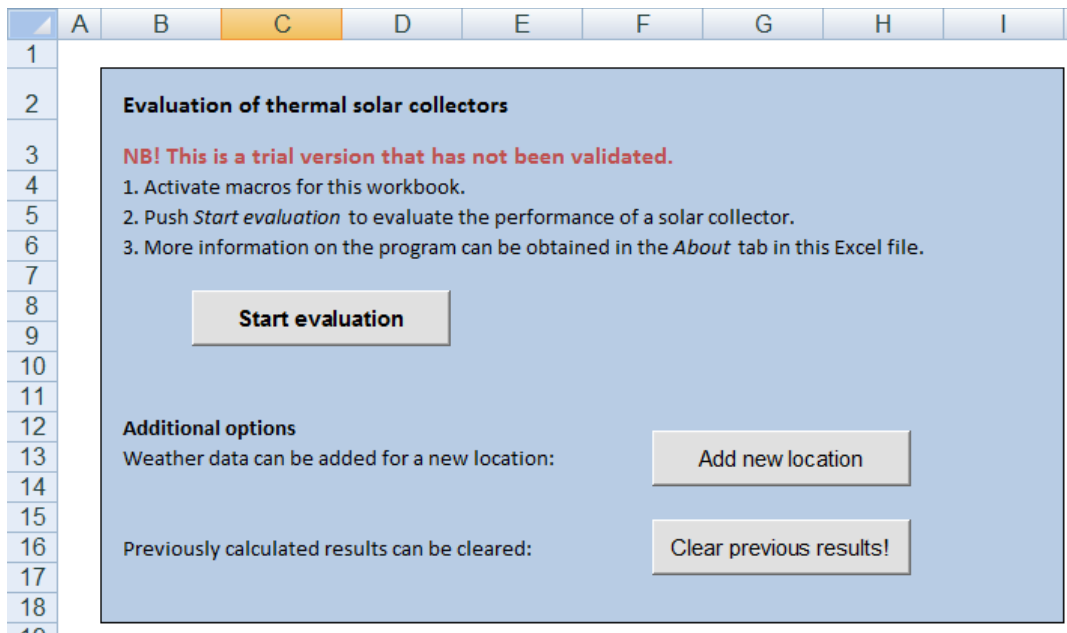 A B C D E F G H I
1
2 Evaluation of thermal solar collectors
3 NB! This is a trial version that has not been validated.
4 1. Activate macros for this workbook.
5 2. Push Start evaluation to evaluate the performance of a solar collector.
6 3. More information on the program can be obtained in the About tab in this Excel file.
7
8 Start evaluation
9
10
11
12 Additional options
13 Weather data can be added for a new location: Add new location
14
15
16 Previously calculated results can be cleared: Clear previous results!
17
18